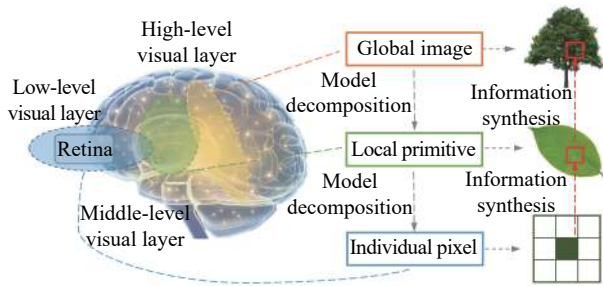 High-level
visual layer
Global image
Low-level
visual layer
Model
decomposition
Information
synthesis
Retina
Local primitive
Model
decomposition
Information
synthesis
Middle-level
visual layer
Individual pixel